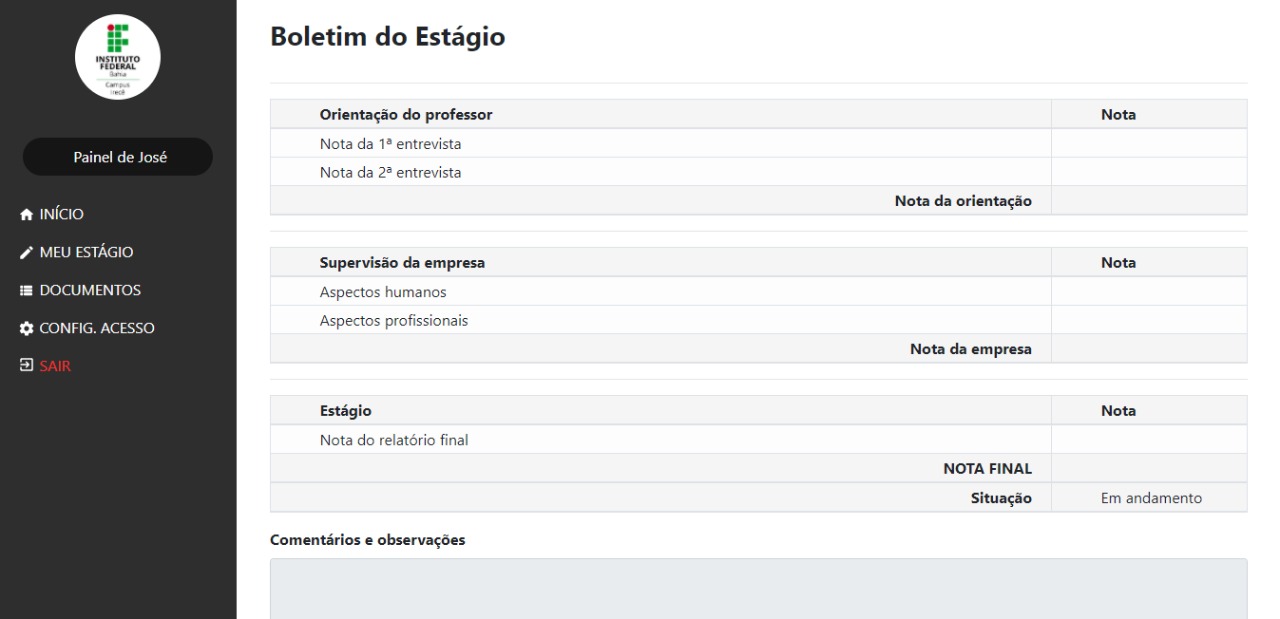 INSTITUTO
FEDERAL
Bahia
Campus
Irecê
Painel de José
INÍCIO
MEU ESTÁGIO
DOCUMENTOS
CONFIG. ACESSO
SAIR
Boletim do Estágio
Orientação do professor Nota
Nota da 1ª entrevista
Nota da 2ª entrevista
Nota da orientação
Supervisão da empresa Nota
Aspectos humanos
Aspectos profissionais
Nota da empresa
Estágio Nota
Nota do relatório final
NOTA FINAL
Situação Em andamento
Comentários e observações